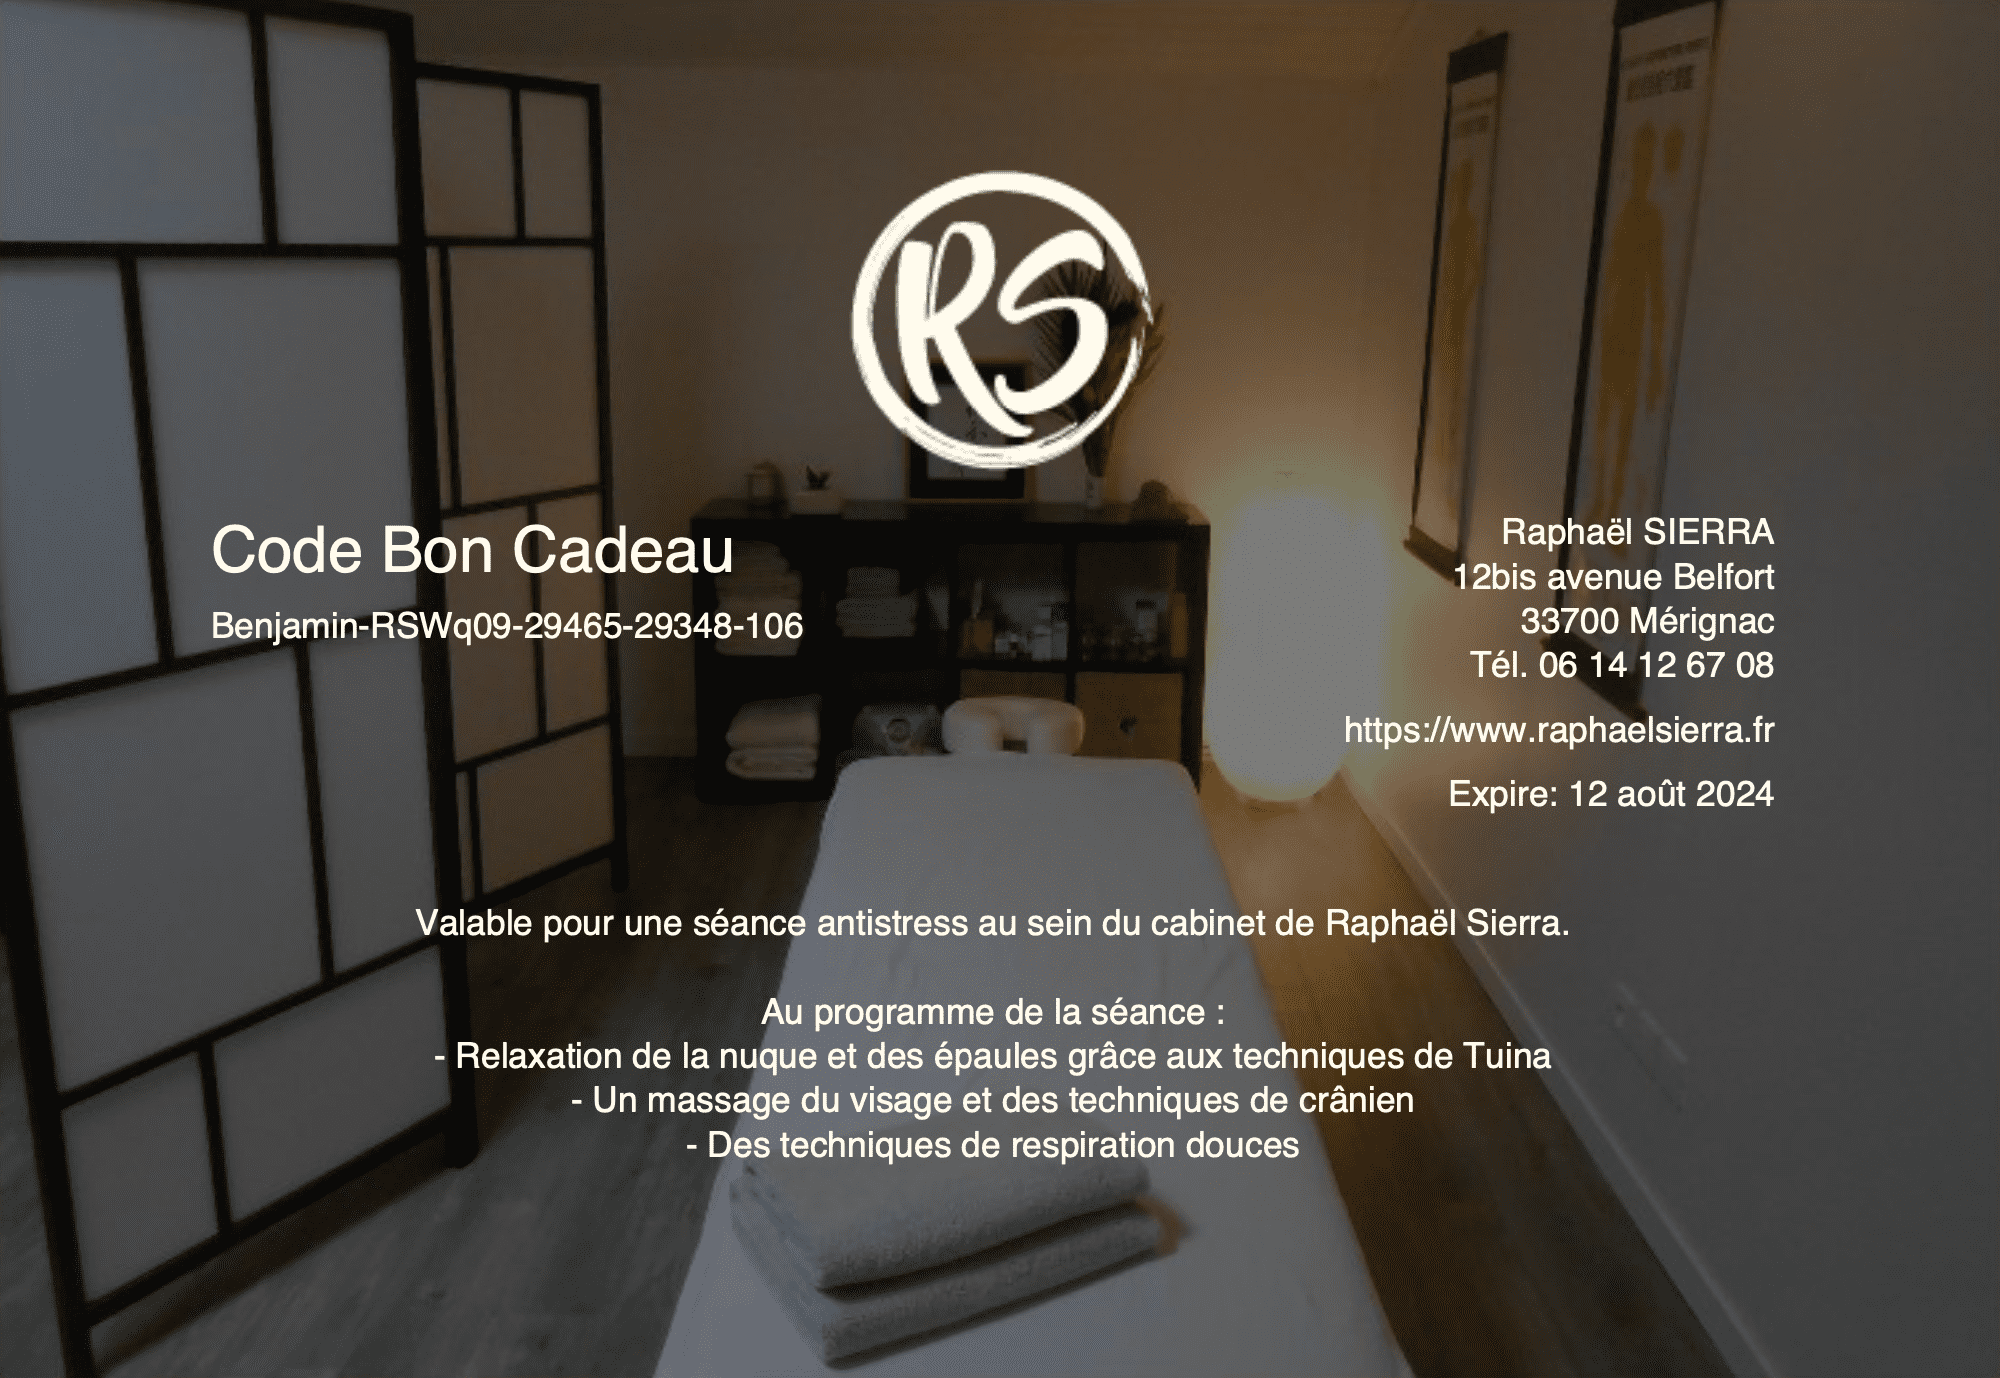 RS
Code Bon Cadeau
Benjamin-RSWq09-29465-29348-106
Raphaël SIERRA
12bis avenue Belfort
33700 Mérignac
Tél. 06 14 12 67 08
https://www.raphaelsierra.fr
Expire: 12 août 2024
Valable pour une séance antistress au sein du cabinet de Raphaël Sierra.
Au programme de la séance :
- Relaxation de la nuque et des épaules grâce aux techniques de Tuina
- Un massage du visage et des techniques de crânien
- Des techniques de respiration douces